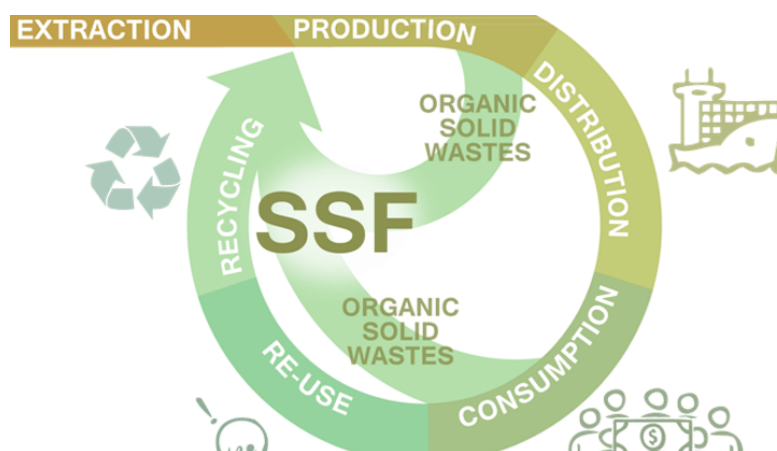 EXTRACTION
PRODUCTION
DISTRIBUTION
ORGANIC
SOLID
WASTES
RECYCLING
SSF
ORGANIC
SOLID
WASTES
RE-USE
CONSUMPTION
$